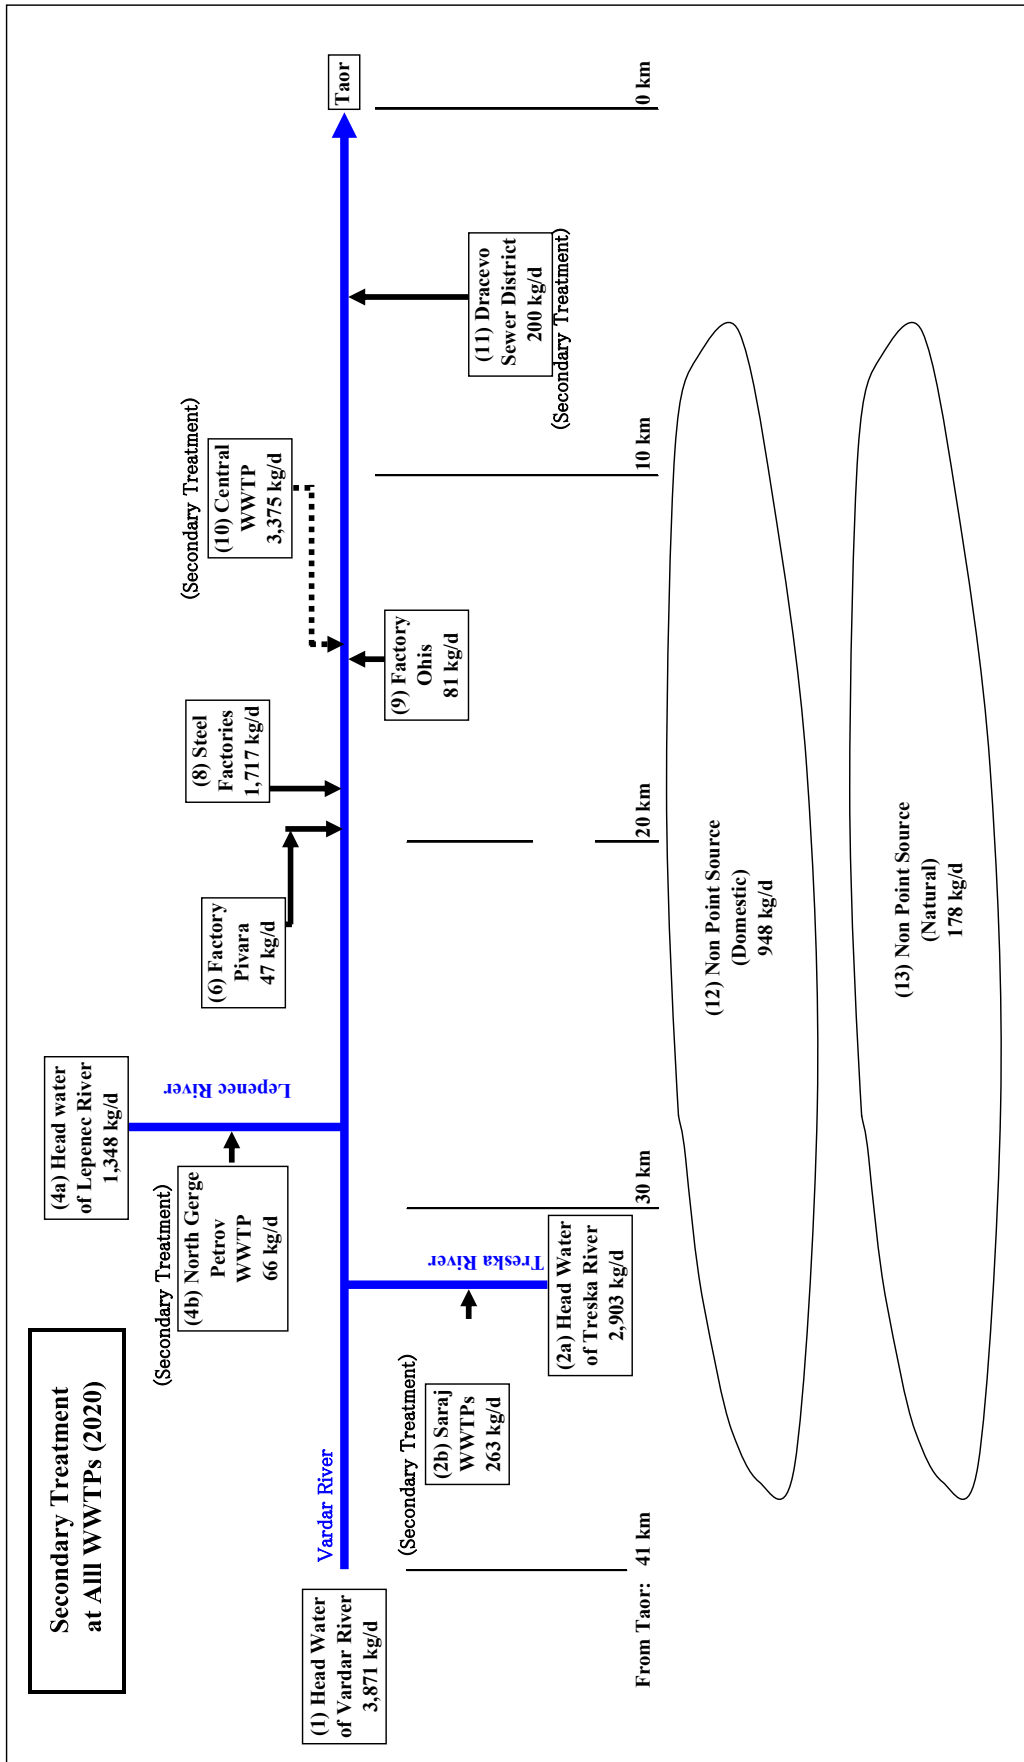 Secondary Treatment
at Alll WWTPs (2020)
(1) Head Water
of Vardar River
3,871 kg/d
Vardar River
(Secondary Treatment)
(2b) Saraj
WWTPs
263 kg/d
(2a) Head Water
of Treska River
2,903 kg/d
Treska River
(Secondary Treatment)
(4b) North Gerge
Petrov
WWTP
66 kg/d
(4a) Head water
of Lepenec River
1,348 kg/d
Lepenec River
(6) Factory
Pivara
47 kg/d
(8) Steel
Factories
1,717 kg/d
(9) Factory
Ohis
81 kg/d
(Secondary Treatment)
(10) Central
WWTP
3,375 kg/d
(11) Dracevo
Sewer District
200 kg/d
(Secondary Treatment)
Taor
From Taor: 41 km
30 km
20 km
10 km
0 km
(12) Non Point Source
(Domestic)
948 kg/d
(13) Non Point Source
(Natural)
178 kg/d